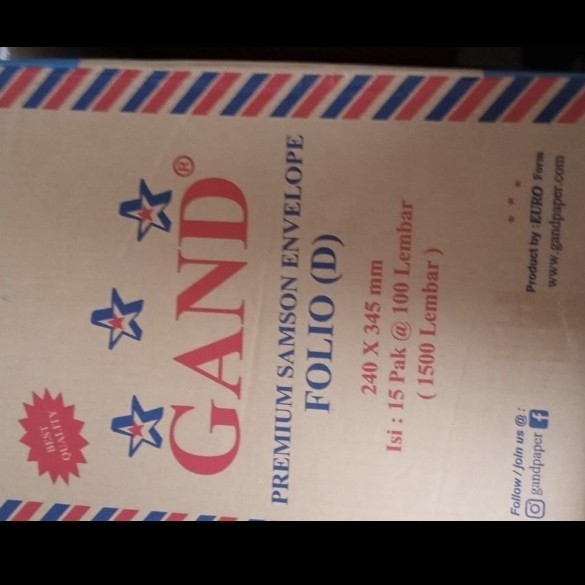 BEST
QUALITY
GAND®
PREMIUM SAMSON ENVELOPE
FOLIO (D)
240 X 345 mm
Isi : 15 Pak @ 100 Lembar
( 1500 Lembar )
Follow / join us @ :
gandpaper
Product by : EURO Form
www.gandpaper.com